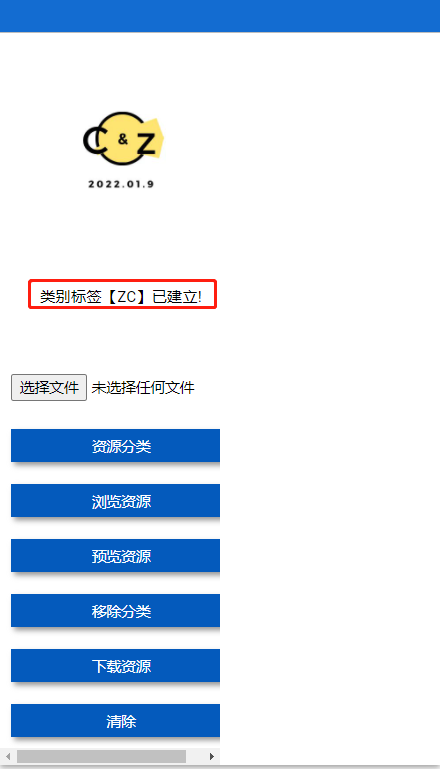 C & Z
2022.01.9
类别标签【ZC】已建立!
选择文件 未选择任何文件
资源分类
浏览资源
预览资源
移除分类
下载资源
清除